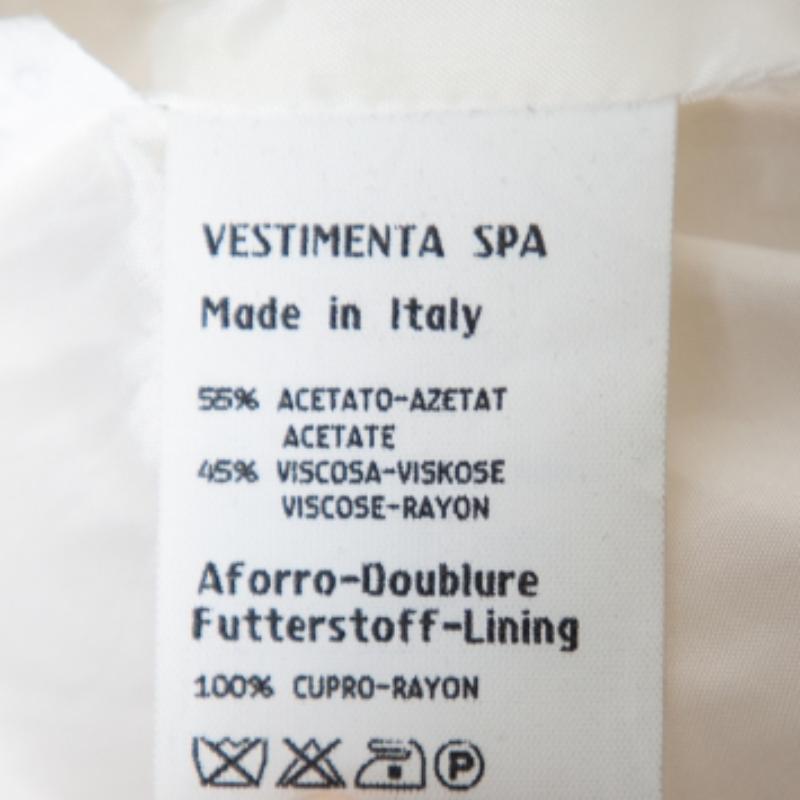 VESTIMENTA SPA
Made in Italy
55% ACETATO-AZETAT
ACETATE
45% VISCOSA-VISKOSE
VISCOSE-RAYON
Aforro-Doublure
Futterstoff-Lining
100% CUPRO-RAYON
P